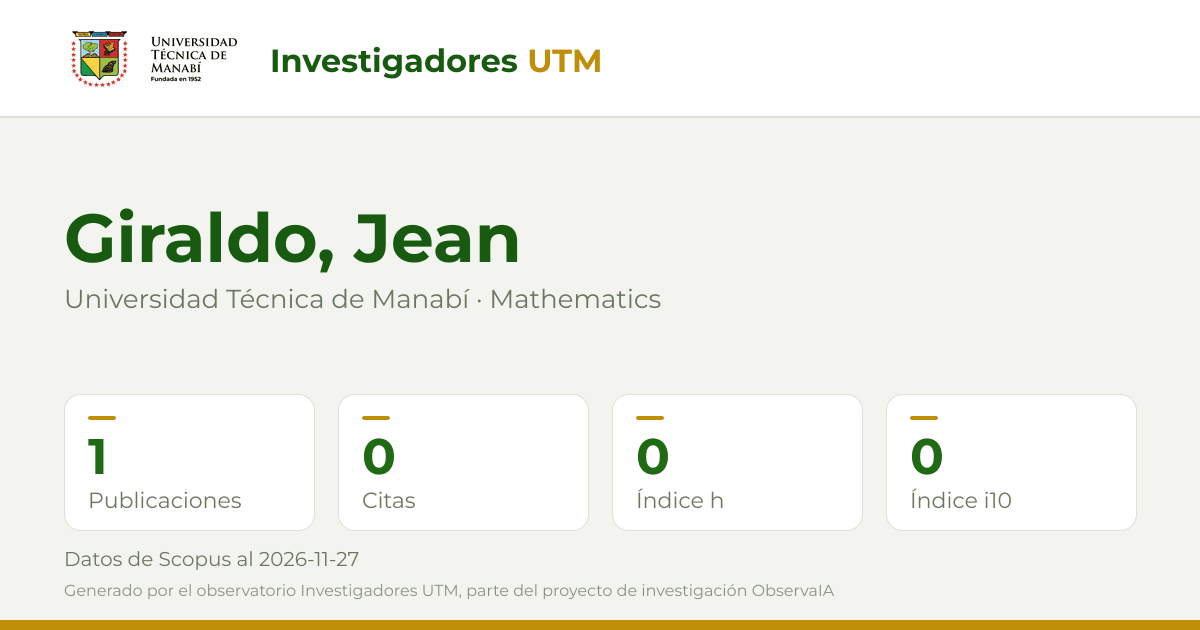 UNIVERSIDAD
TÉCNICA DE
MANABÍ
Fundada en 1952
Investigadores UTM
Giraldo, Jean
Universidad Técnica de Manabí · Mathematics
1
Publicaciones
0
Citas
0
Índice h
0
Índice i10
Datos de Scopus al 2026-11-27
Generado por el observatorio Investigadores UTM, parte del proyecto de investigación ObservaIA